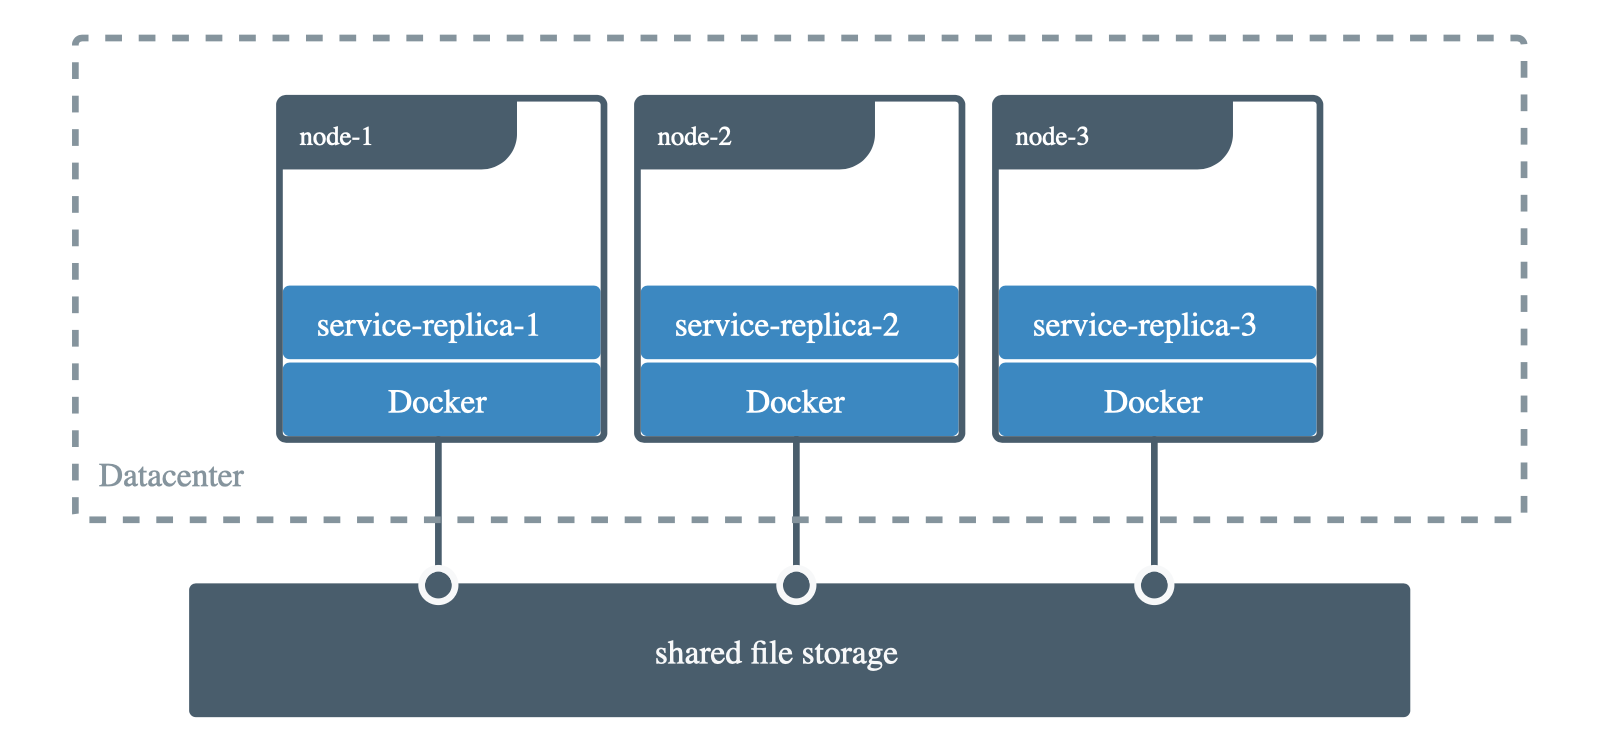 node-1
node-2
node-3
service-replica-1
service-replica-2
service-replica-3
Docker
Docker
Docker
Datacenter
shared file storage